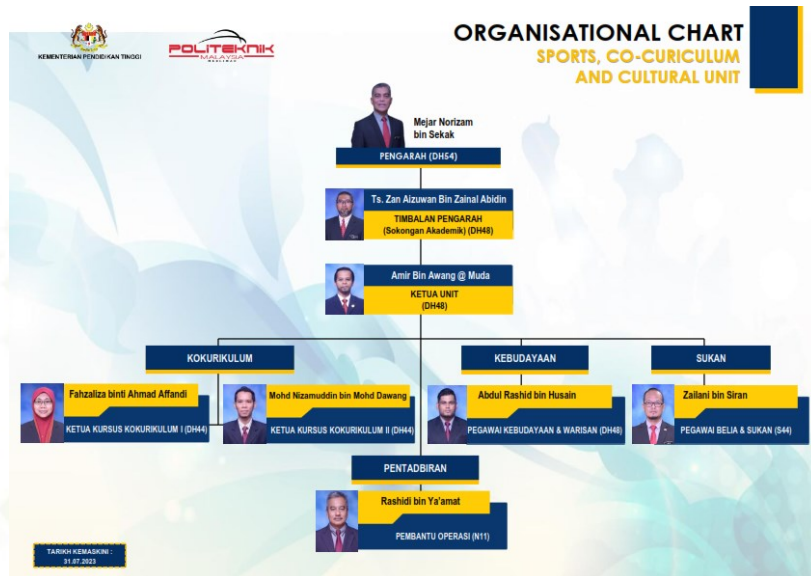 ORGANISATIONAL CHART
SPORTS, CO-CURICULUM
AND CULTURAL UNIT
KEMENTERIAN PENDIDIKAN TINGGI
POLITEKNIK
MALAYSIA
Mejar Norizam
bin Sekak
PENGARAH (DH54)
Ts. Zan Aizuwan Bin Zainal Abidin
TIMBALAN PENGARAH
(Sokongan Akademik) (DH48)
Amir Bin Awang @ Muda
KETUA UNIT
(DH48)
KOKURIKULUM
KEBUDAYAAN
SUKAN
Fahzaliza binti Ahmad Affandi
KETUA KURSUS KOKURIKULUM I (DH44)
Mohd Nizamuddin bin Mohd Dawang
KETUA KURSUS KOKURIKULUM II (DH44)
Abdul Rashid bin Husain
PEGAWAI KEBUDAYAAN & WARISAN (DH48)
Zailani bin Siran
PEGAWAI BELIA & SUKAN (S44)
PENTADBIRAN
Rashidi bin Ya'amat
PEMBANTU OPERASI (N11)
TARIKH KEMASKINI :
31.07.2023